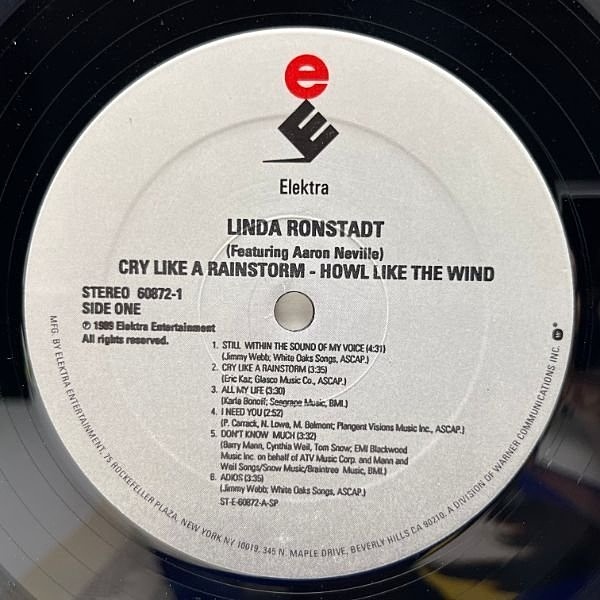 e
E
Elektra
LINDA RONSTADT
(Featuring Aaron Neville)
CRY LIKE A RAINSTORM - HOWL LIKE THE WIND
STEREO 60872-1
SIDE ONE
℗ 1989 Elektra Entertainment
All rights reserved.
1. STILL WITHIN THE SOUND OF MY VOICE (4:31)
(Jimmy Webb; White Oaks Songs, ASCAP.)
2. CRY LIKE A RAINSTORM (3:35)
(Eric Kaz; Glasco Music Co., ASCAP.)
3. ALL MY LIFE (3:30)
(Karla Bonoff; Seagrape Music, BMI.)
4. I NEED YOU (2:52)
(P. Carrack, N. Lowe, M. Belmont; Plangent Visions Music Inc., ASCAP.)
5. DON'T KNOW MUCH (3:32)
(Barry Mann, Cynthia Weil, Tom Snow; EMI Blackwood
Music Inc. on behalf of ATV Music Corp. and Mann and
Weil Songs/Snow Music/Braintree Music, BMI.)
6. ADIOS (3:35)
(Jimmy Webb; White Oaks Songs, ASCAP.)
ST-E-60872-A-SP
MFG. BY ELEKTRA ENTERTAINMENT, 75 ROCKEFELLER PLAZA, NEW YORK NY 10019, 345 N. MAPLE DRIVE, BEVERLY HILLS CA 90210. A DIVISION OF WARNER COMMUNICATIONS INC.